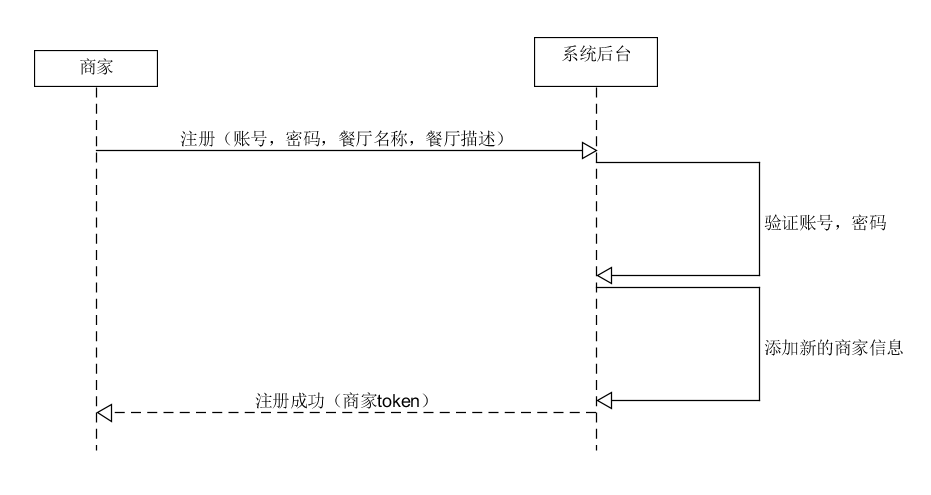 商家
系统后台
注册（账号，密码，餐厅名称，餐厅描述）
验证账号，密码
添加新的商家信息
注册成功（商家token）